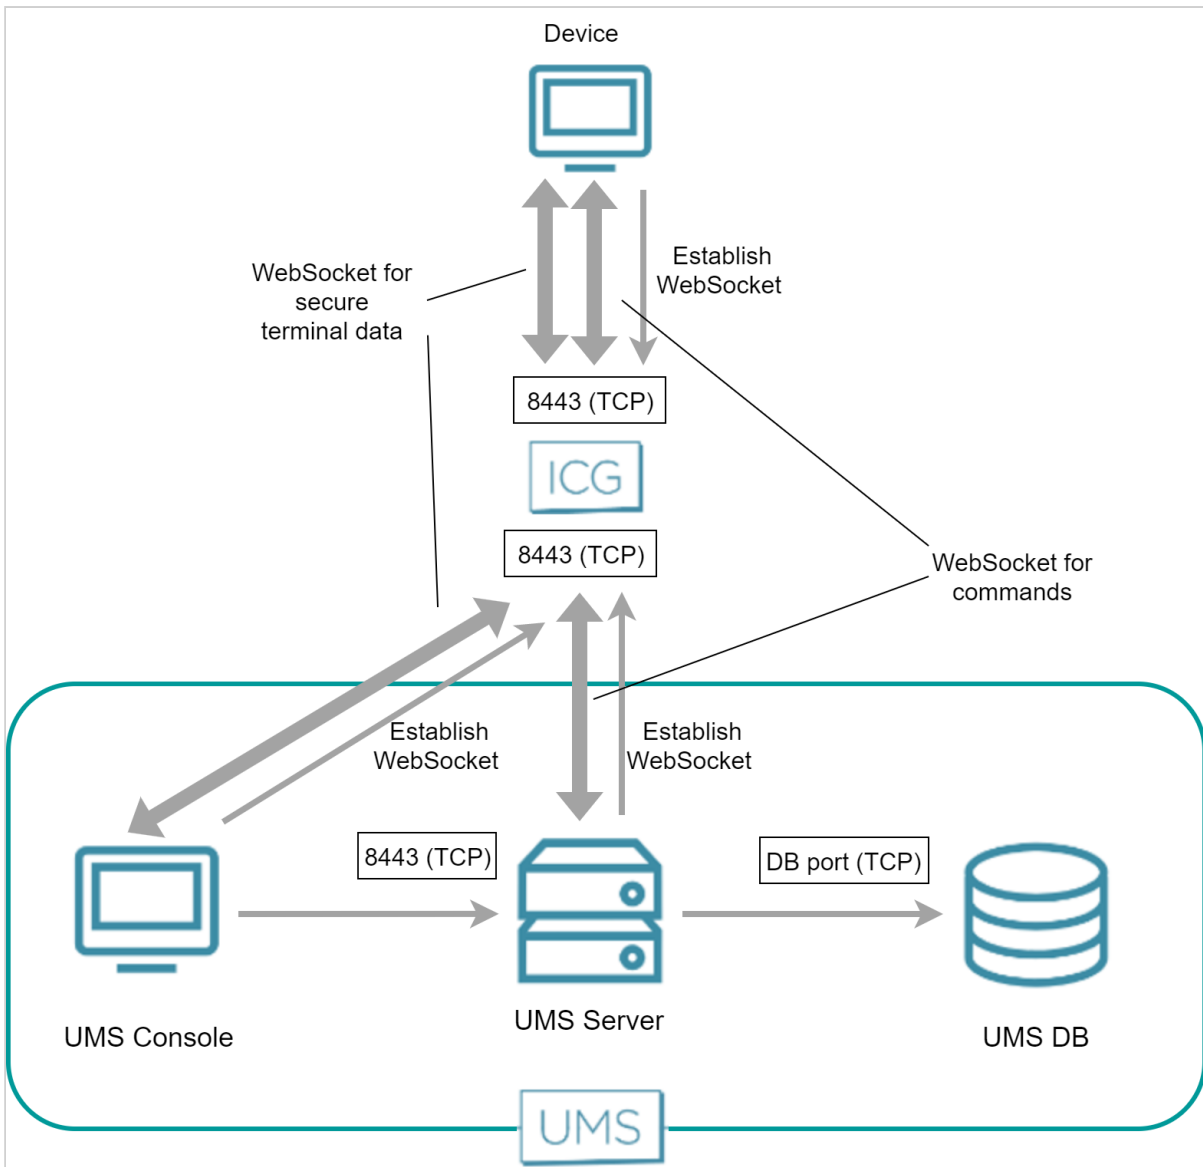 Device
Establish
WebSocket
WebSocket for
secure
terminal data
8443 (TCP)
ICG
8443 (TCP)
WebSocket for
commands
Establish
WebSocket
Establish
WebSocket
8443 (TCP)
DB port (TCP)
UMS Console
UMS Server
UMS DB
UMS